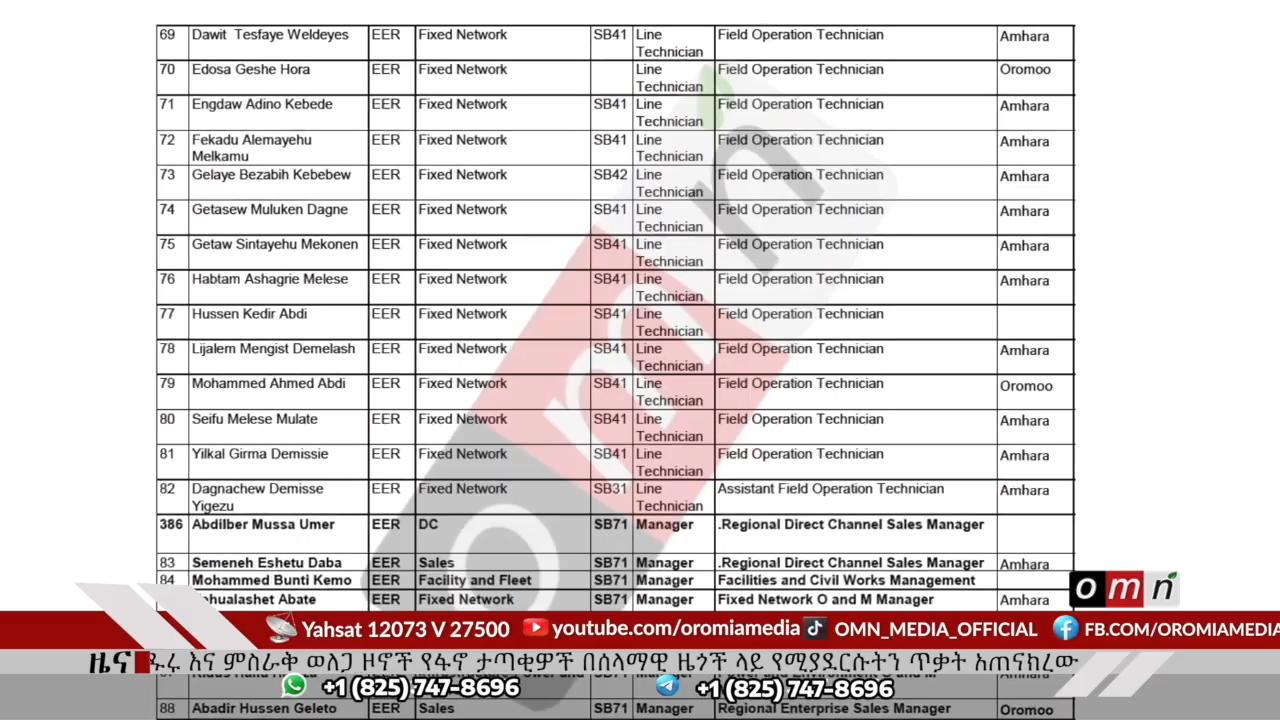 69 Dawit Tesfaye Weldeyes EER Fixed Network SB41 Line Technician Field Operation Technician Amhara
70 Edosa Geshe Hora EER Fixed Network Line Technician Field Operation Technician Oromoo
71 Engdaw Adino Kebede EER Fixed Network SB41 Line Technician Field Operation Technician Amhara
72 Fekadu Alemayehu Melkamu EER Fixed Network SB41 Line Technician Field Operation Technician Amhara
73 Gelaye Bezabih Kebebew EER Fixed Network SB42 Line Technician Field Operation Technician Amhara
74 Getasew Muluken Dagne EER Fixed Network SB41 Line Technician Field Operation Technician Amhara
75 Getaw Sintayehu Mekonen EER Fixed Network SB41 Line Technician Field Operation Technician Amhara
76 Habtam Ashagrie Melese EER Fixed Network SB41 Line Technician Field Operation Technician Amhara
77 Hussen Kedir Abdi EER Fixed Network SB41 Line Technician Field Operation Technician
78 Lijalem Mengist Demelash EER Fixed Network SB41 Line Technician Field Operation Technician Amhara
79 Mohammed Ahmed Abdi EER Fixed Network SB41 Line Technician Field Operation Technician Oromoo
80 Seifu Melese Mulate EER Fixed Network SB41 Line Technician Field Operation Technician Amhara
81 Yilkal Girma Demissie EER Fixed Network SB41 Line Technician Field Operation Technician Amhara
82 Dagnachew Demisse Yigezu EER Fixed Network SB31 Line Technician Assistant Field Operation Technician Amhara
386 Abdilber Mussa Umer EER DC SB71 Manager .Regional Direct Channel Sales Manager
83 Semeneh Eshetu Daba EER Sales SB71 Manager .Regional Direct Channel Sales Manager Amhara
84 Mohammed Bunti Kemo EER Facility and Fleet SB71 Manager Facilities and Civil Works Management
Abate EER Fixed Network SB71 Manager Fixed Network O and M Manager Amhara
omn
Yahsat 12073 V 27500 youtube.com/oromiamedia OMN_MEDIA_OFFICIAL FB.COM/OROMIAMEDIA
ዜና ዱሩ እና ምስራቅ ወለጋ ዞኖች የፋኖ ታጣቂዎች በሰላማዊ ዜጎች ላይ የሚያደርሱትን ጥቃት አጠናክረው
+1 (825) 747-8696 +1 (825) 747-8696
88 Abadir Hussen Geleto EER Sales SB71 Manager Regional Enterprise Sales Manager Oromoo